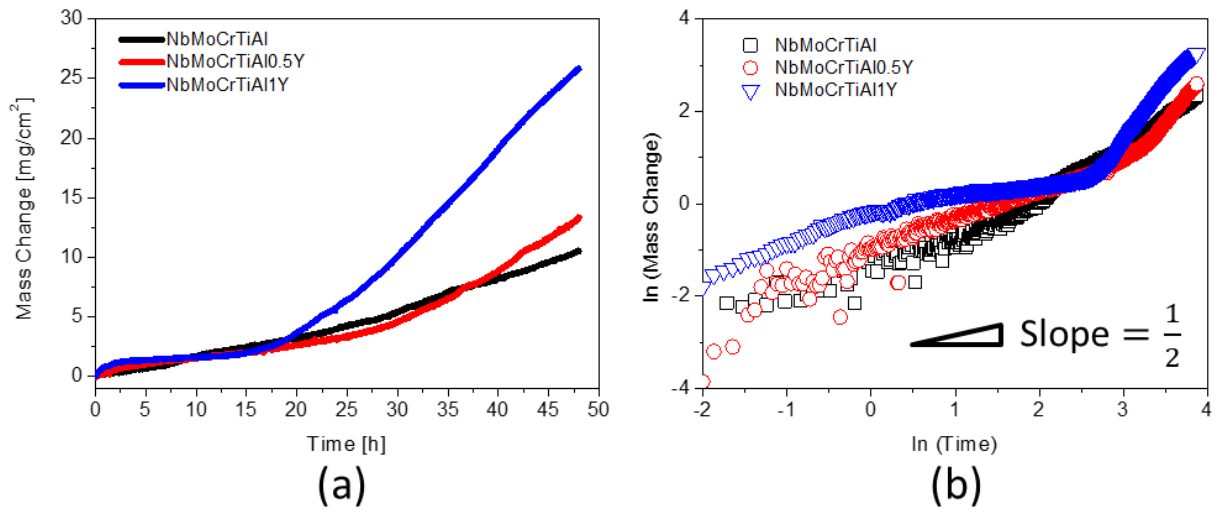 30
25
20
15
10
5
0
Mass Change [mg/cm²]
NbMoCrTiAl
NbMoCrTiAl0.5Y
NbMoCrTiAl1Y
0 5 10 15 20 25 30 35 40 45 50
Time [h]
(a)
4
2
0
-2
-4
ln (Mass Change)
NbMoCrTiAl
NbMoCrTiAl0.5Y
NbMoCrTiAl1Y
Slope = 1/2
-2 -1 0 1 2 3 4
ln (Time)
(b)